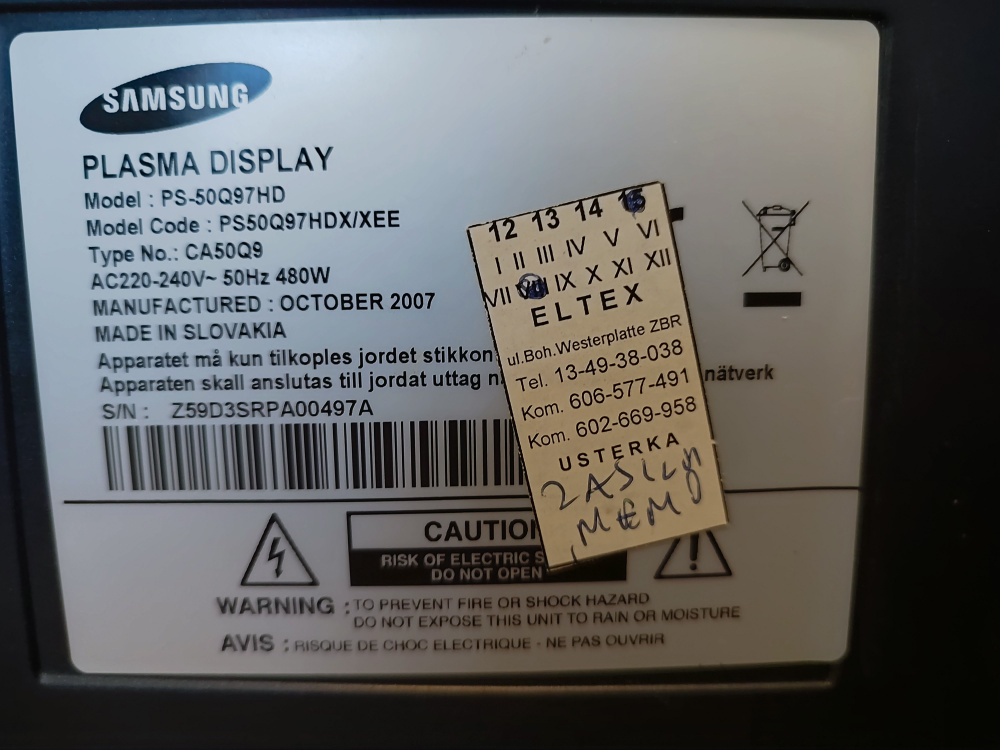 SAMSUNG
PLASMA DISPLAY
Model : PS-50Q97HD
Model Code : PS50Q97HDX/XEE
Type No.: CA50Q9
AC220-240V~ 50Hz 480W
MANUFACTURED : OCTOBER 2007
MADE IN SLOVAKIA
Apparatet må kun tilkoples jordet stikkon
Apparaten skall anslutas till jordat uttag nätverk
S/N : Z59D3SRPA00497A
12 13 14 15
I II III IV V VI
VII VIII IX X XI XII
ELTEX
ul.Boh.Westerplatte ZBR
Tel. 13-49-38-038
Kom. 606-577-491
Kom. 602-669-958
USTERKA
MEM
CAUTIO
RISK OF ELECTRIC S
DO NOT OPEN
WARNING : TO PREVENT FIRE OR SHOCK HAZARD
DO NOT EXPOSE THIS UNIT TO RAIN OR MOISTURE
AVIS : RISQUE DE CHOC ELECTRIQUE - NE PAS OUVRIR